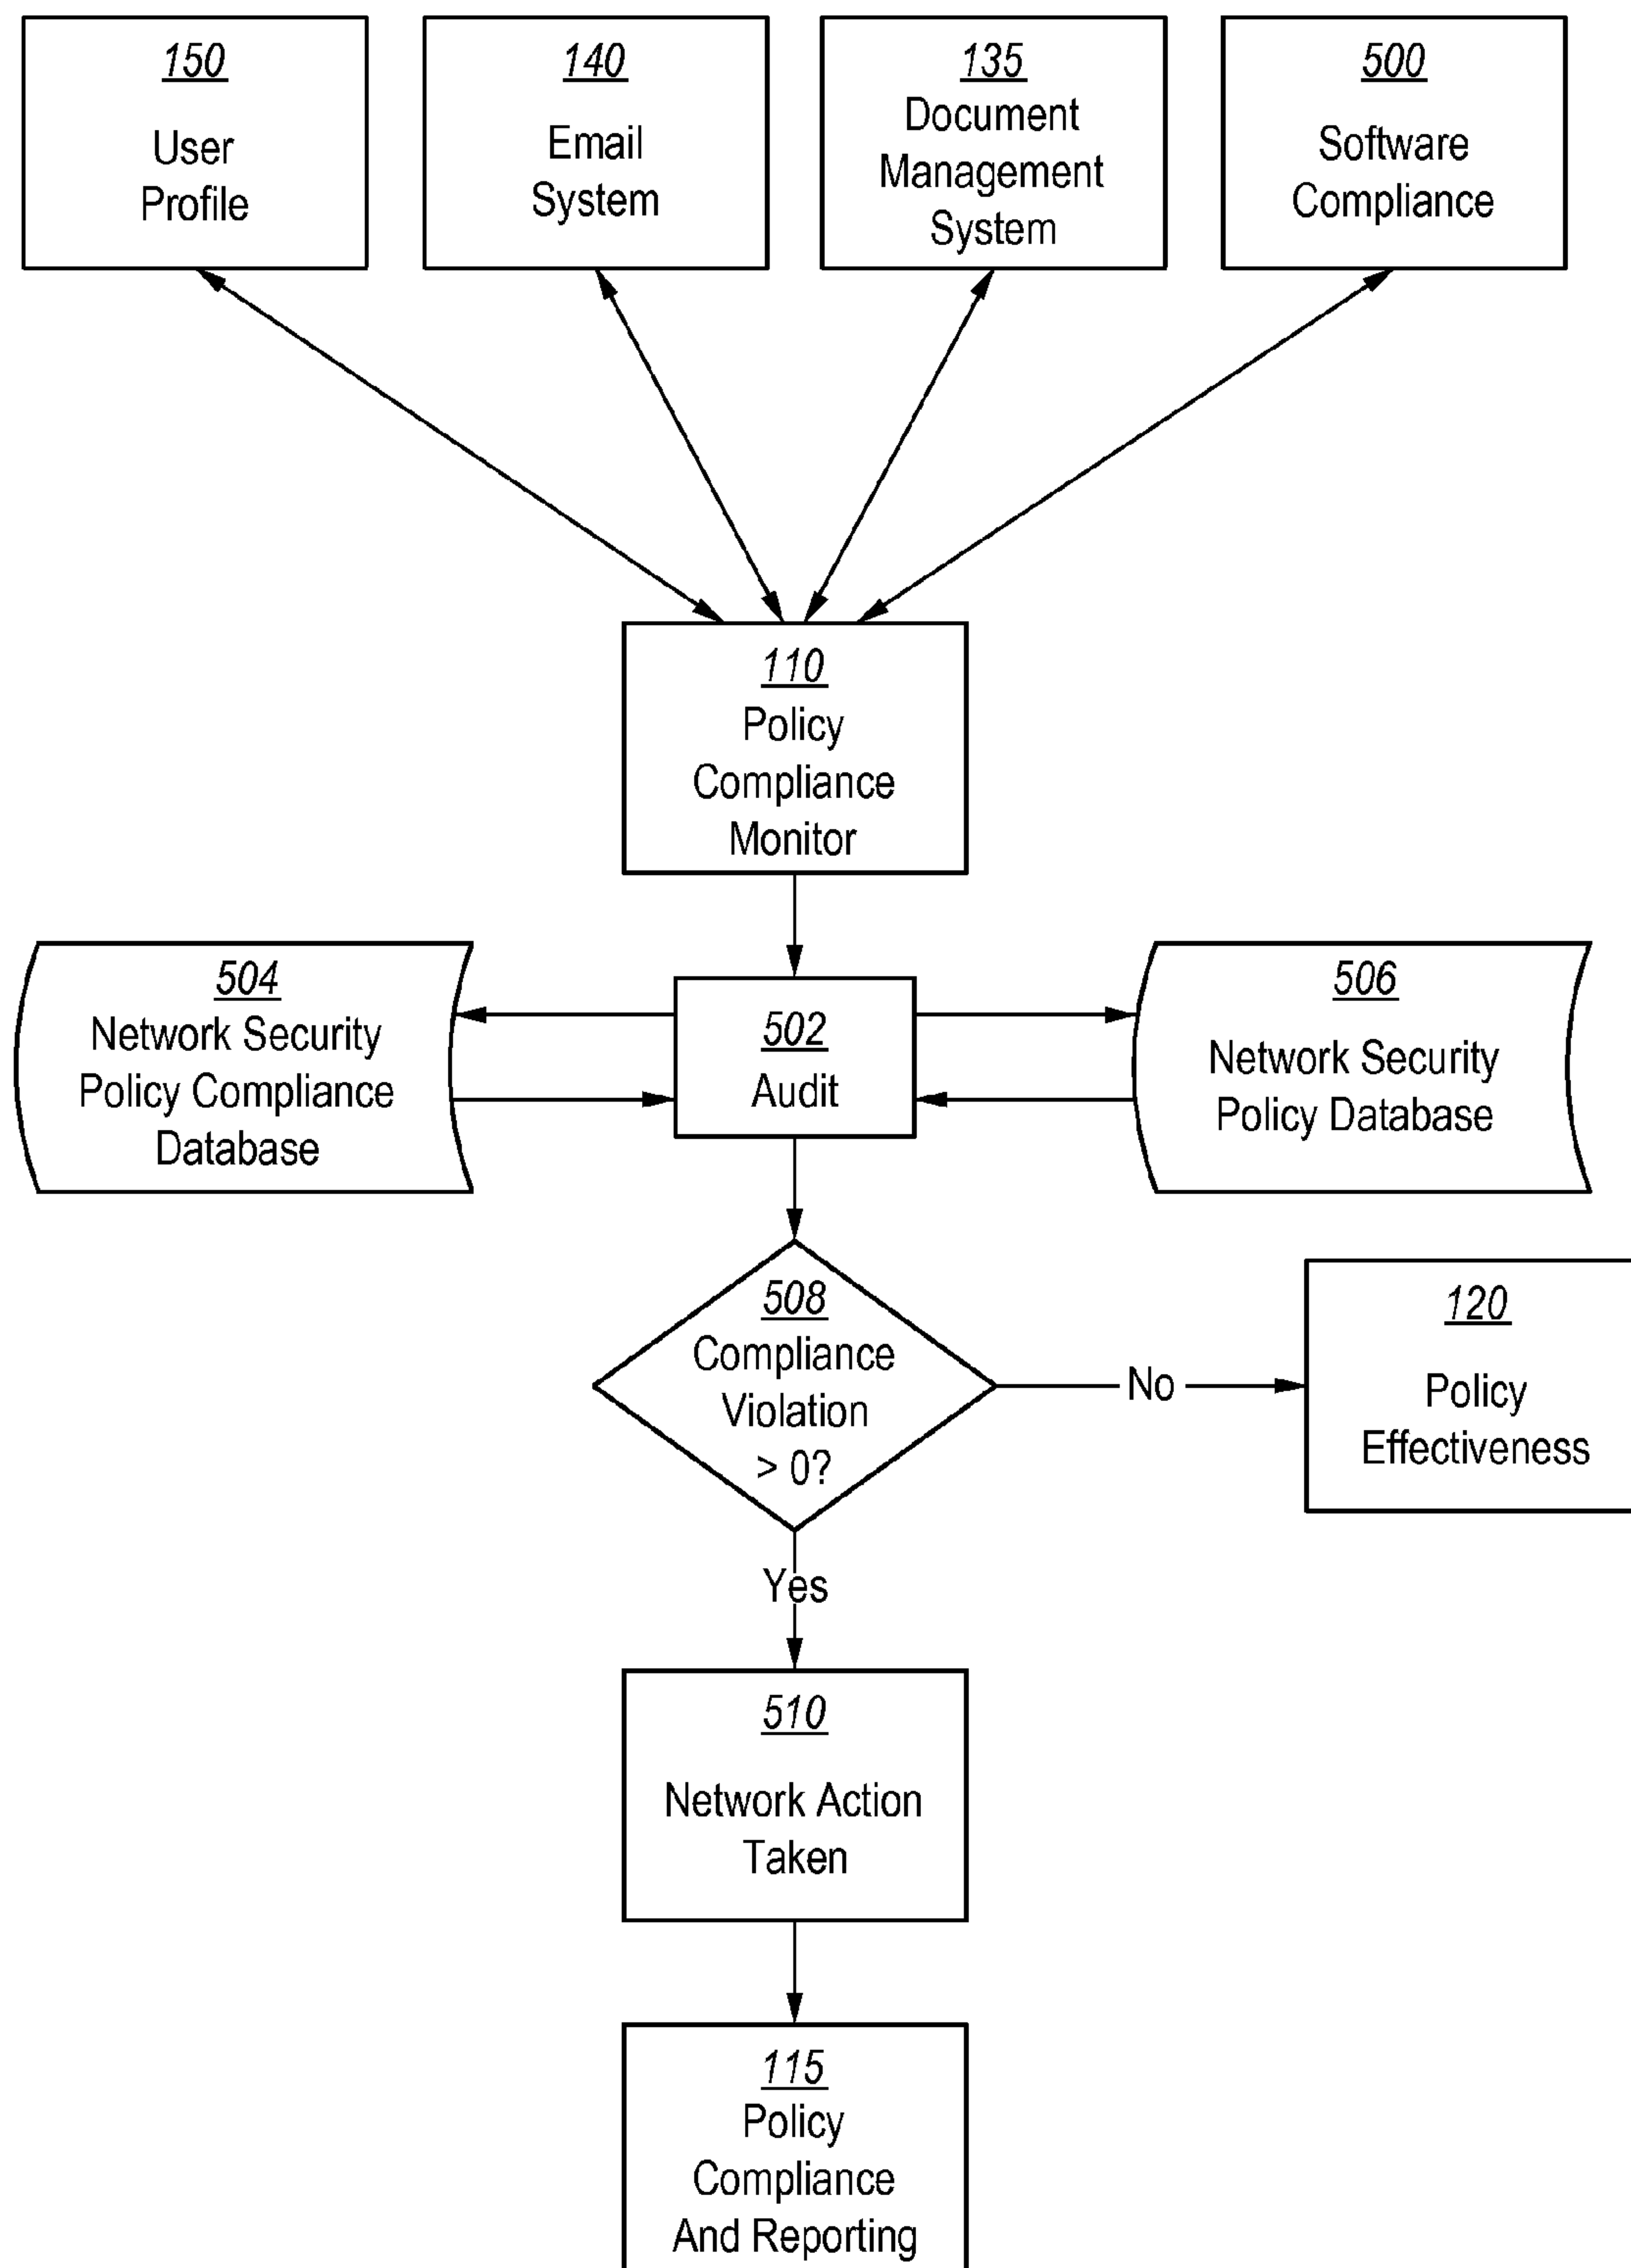 150
User
Profile
140
Email
System
135
Document
Management
System
500
Software
Compliance
110
Policy
Compliance
Monitor
504
Network Security
Policy Compliance
Database
502
Audit
506
Network Security
Policy Database
508
Compliance
Violation
> 0?
No
120
Policy
Effectiveness
Yes
510
Network Action
Taken
115
Policy
Compliance
And Reporting